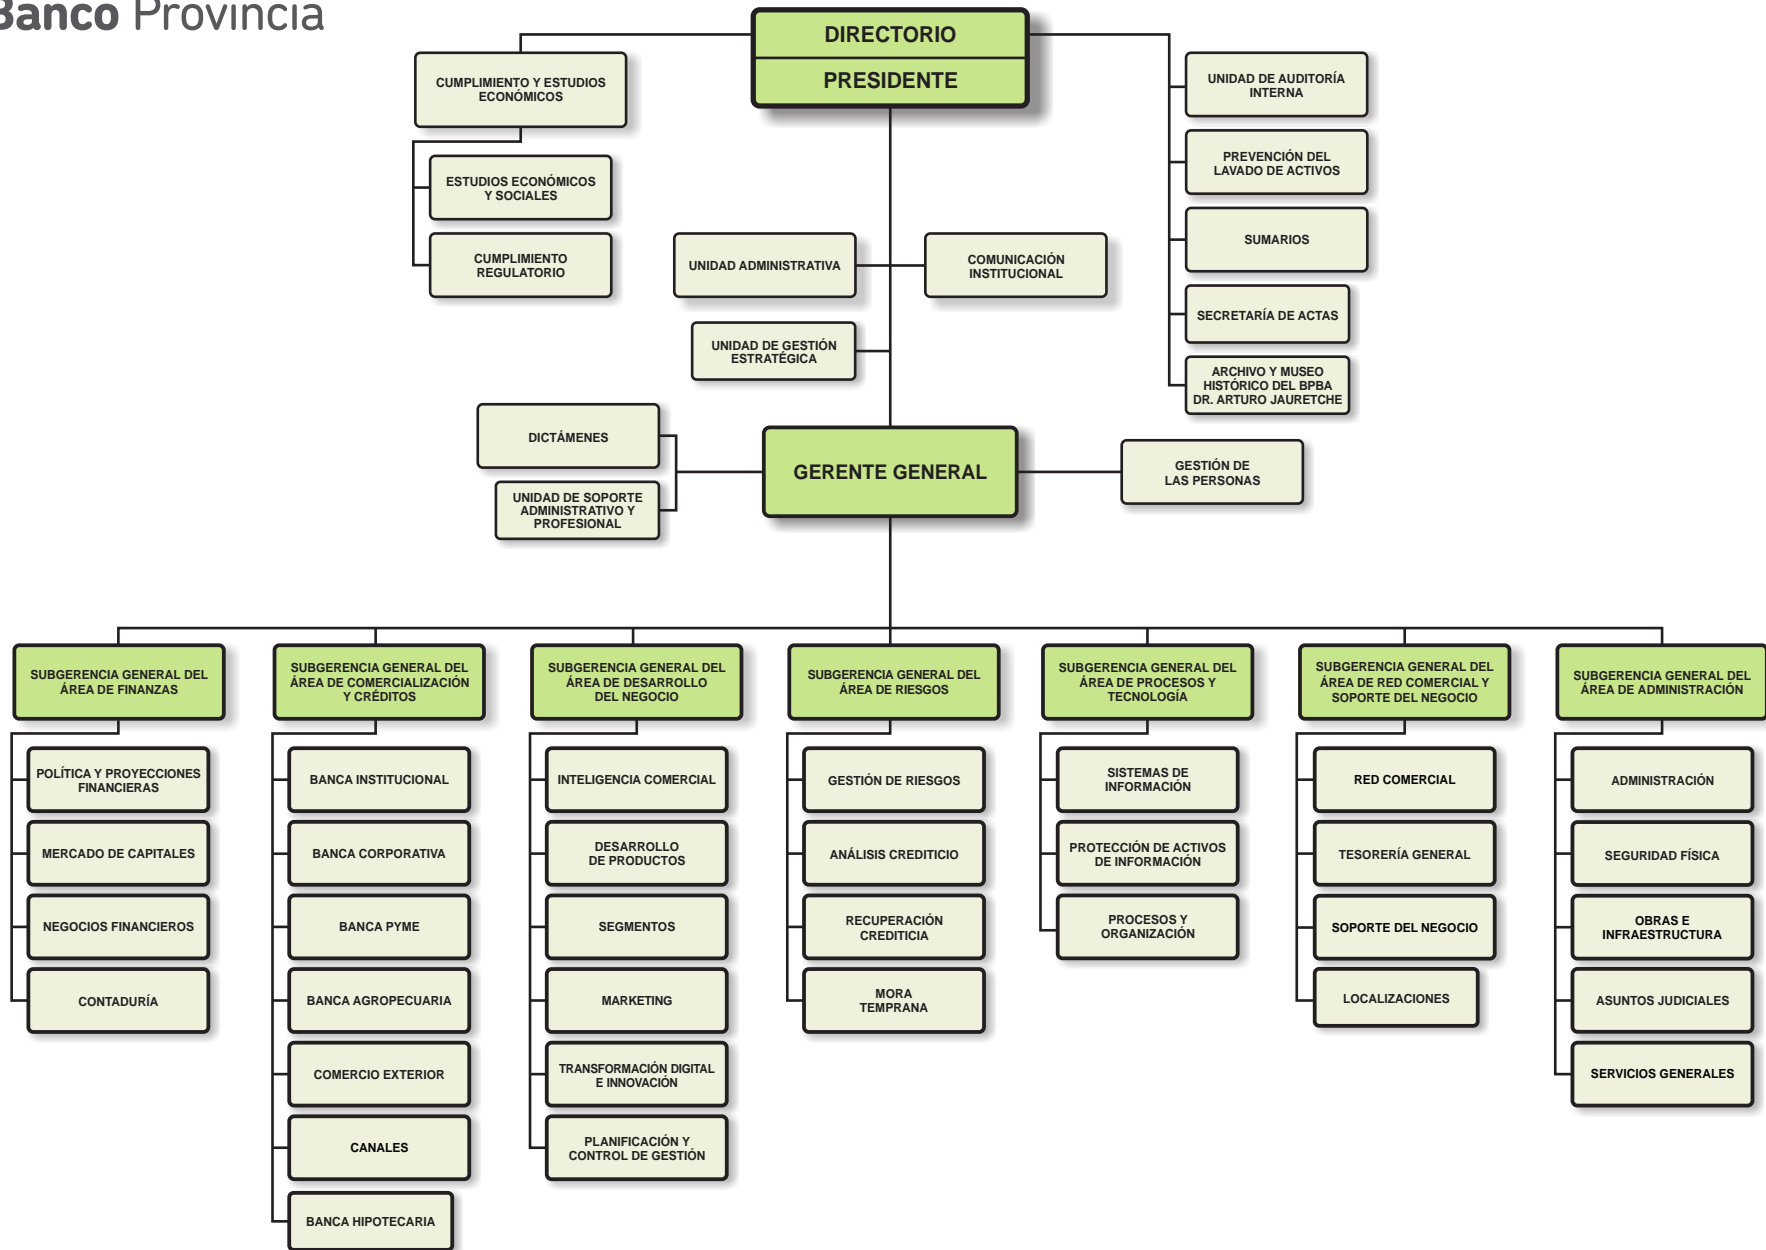 Banco Provincia
DIRECTORIO
PRESIDENTE
CUMPLIMIENTO Y ESTUDIOS
ECONÓMICOS
ESTUDIOS ECONÓMICOS
Y SOCIALES
CUMPLIMIENTO
REGULATORIO
UNIDAD DE AUDITORÍA
INTERNA
PREVENCIÓN DEL
LAVADO DE ACTIVOS
SUMARIOS
SECRETARÍA DE ACTAS
ARCHIVO Y MUSEO
HISTÓRICO DEL BPBA
DR. ARTURO JAURETCHE
UNIDAD ADMINISTRATIVA
COMUNICACIÓN
INSTITUCIONAL
UNIDAD DE GESTIÓN
ESTRATÉGICA
DICTÁMENES
UNIDAD DE SOPORTE
ADMINISTRATIVO Y
PROFESIONAL
GERENTE GENERAL
GESTIÓN DE
LAS PERSONAS
SUBGERENCIA GENERAL DEL
ÁREA DE FINANZAS
POLÍTICA Y PROYECCIONES
FINANCIERAS
MERCADO DE CAPITALES
NEGOCIOS FINANCIEROS
CONTADURÍA
SUBGERENCIA GENERAL DEL
ÁREA DE COMERCIALIZACIÓN
Y CRÉDITOS
BANCA INSTITUCIONAL
BANCA CORPORATIVA
BANCA PYME
BANCA AGROPECUARIA
COMERCIO EXTERIOR
CANALES
BANCA HIPOTECARIA
SUBGERENCIA GENERAL DEL
ÁREA DE DESARROLLO
DEL NEGOCIO
INTELIGENCIA COMERCIAL
DESARROLLO
DE PRODUCTOS
SEGMENTOS
MARKETING
TRANSFORMACIÓN DIGITAL
E INNOVACIÓN
PLANIFICACIÓN Y
CONTROL DE GESTIÓN
SUBGERENCIA GENERAL DEL
ÁREA DE RIESGOS
GESTIÓN DE RIESGOS
ANÁLISIS CREDITICIO
RECUPERACIÓN
CREDITICIA
MORA
TEMPRANA
SUBGERENCIA GENERAL DEL
ÁREA DE PROCESOS Y
TECNOLOGÍA
SISTEMAS DE
INFORMACIÓN
PROTECCIÓN DE ACTIVOS
DE INFORMACIÓN
PROCESOS Y
ORGANIZACIÓN
SUBGERENCIA GENERAL DEL
ÁREA DE RED COMERCIAL Y
SOPORTE DEL NEGOCIO
RED COMERCIAL
TESORERÍA GENERAL
SOPORTE DEL NEGOCIO
LOCALIZACIONES
SUBGERENCIA GENERAL DEL
ÁREA DE ADMINISTRACIÓN
ADMINISTRACIÓN
SEGURIDAD FÍSICA
OBRAS E
INFRAESTRUCTURA
ASUNTOS JUDICIALES
SERVICIOS GENERALES